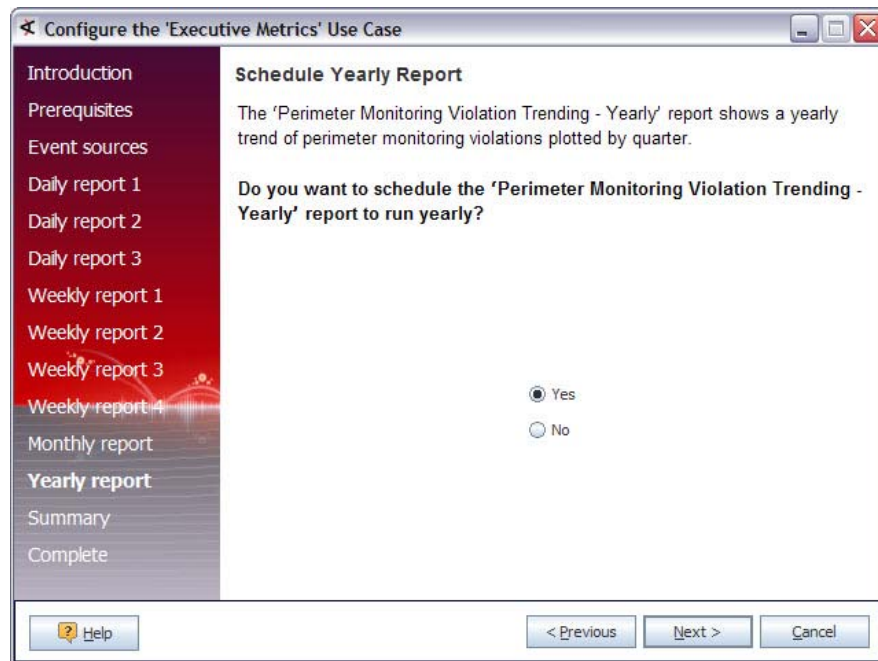 Configure the 'Executive Metrics' Use Case
Introduction
Prerequisites
Event sources
Daily report 1
Daily report 2
Daily report 3
Weekly report 1
Weekly report 2
Weekly report 3
Weekly report 4
Monthly report
Yearly report
Summary
Complete
Schedule Yearly Report
The ‘Perimeter Monitoring Violation Trending - Yearly’ report shows a yearly
trend of perimeter monitoring violations plotted by quarter.
Do you want to schedule the ‘Perimeter Monitoring Violation Trending -
Yearly’ report to run yearly?
Yes
No
Help
< Previous
Next >
Cancel